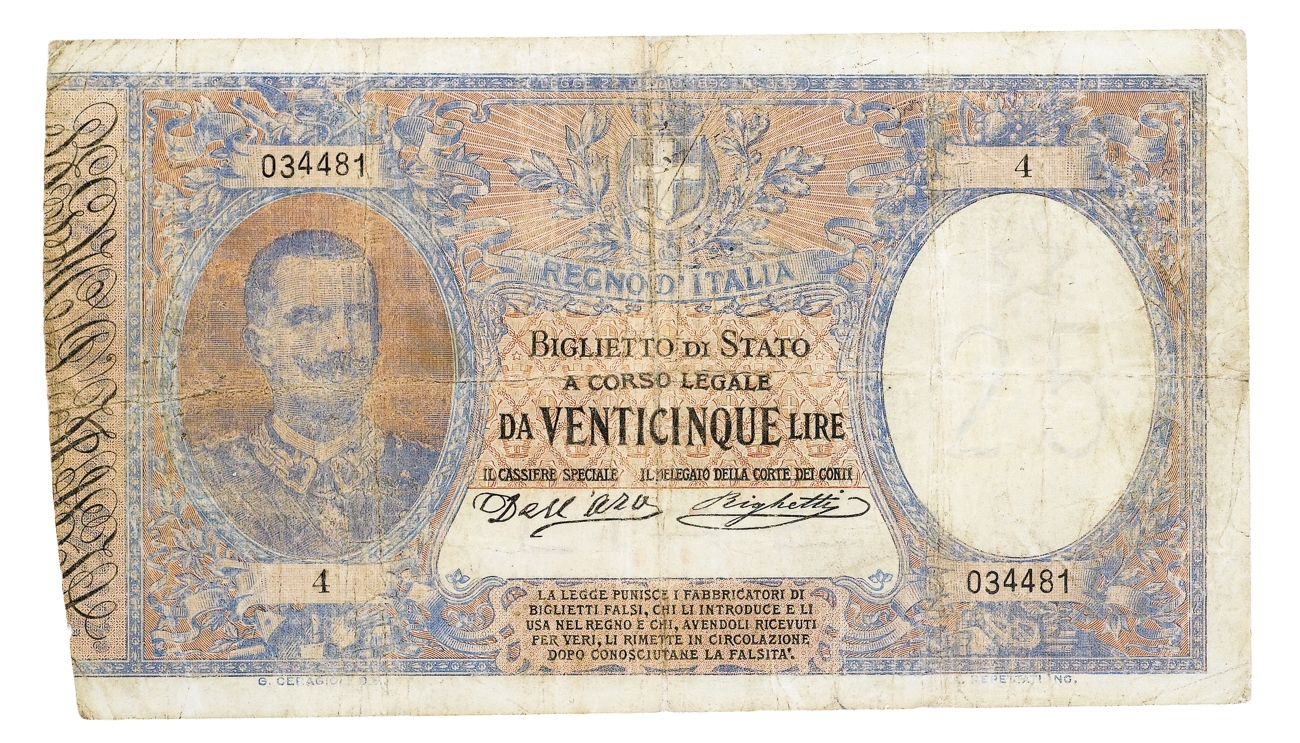 034481
4
REGNO D'ITALIA
BIGLIETTO DI STATO
A CORSO LEGALE
DA VENTICINQUE LIRE
IL CASSIERE SPECIALE IL DELEGATO DELLA CORTE DEI CONTI
Dall'Ara Righetti
4
034481
LA LEGGE PUNISCE I FABBRICATORI DI
BIGLIETTI FALSI, CHI LI INTRODUCE E LI
USA NEL REGNO E CHI, AVENDOLI RICEVUTI
PER VERI, LI RIMETTE IN CIRCOLAZIONE
DOPO CONOSCIUTANE LA FALSITA'.
25